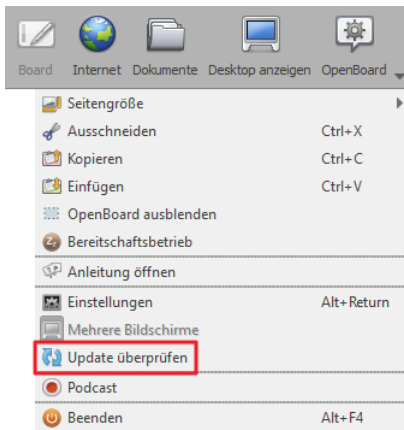 Board Internet Dokumente Desktop anzeigen OpenBoard
Seitengröße
Ausschneiden Ctrl+X
Kopieren Ctrl+C
Einfügen Ctrl+V
OpenBoard ausblenden
Bereitschaftsbetrieb
Anleitung öffnen
Einstellungen Alt+Return
Mehrere Bildschirme
Update überprüfen
Podcast
Beenden Alt+F4